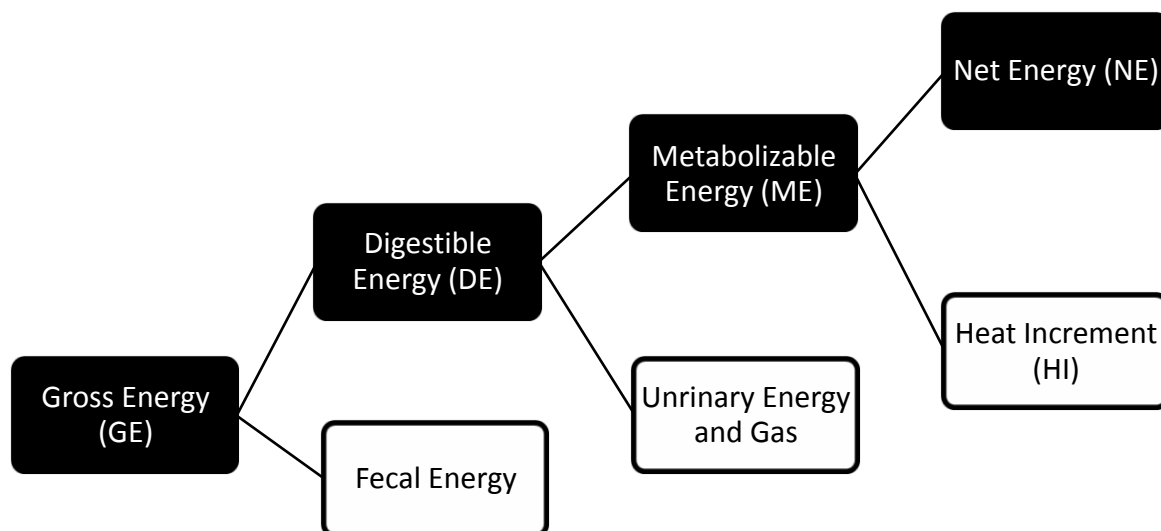 Net Energy (NE)
Metabolizable
Energy (ME)
Digestible
Energy (DE)
Heat Increment
(HI)
Gross Energy
(GE)
Unrinary Energy
and Gas
Fecal Energy